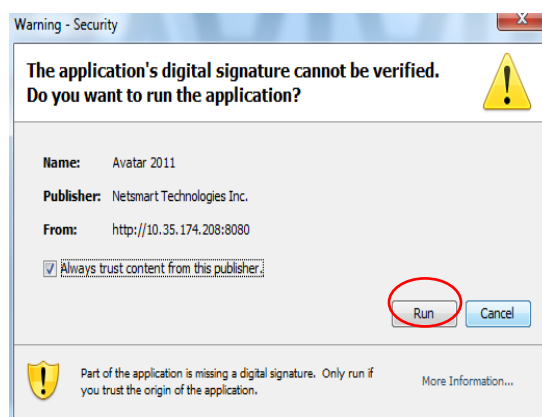 Warning - Security
The application's digital signature cannot be verified.
Do you want to run the application?
Name: Avatar 2011
Publisher: Netsmart Technologies Inc.
From: http://10.35.174.208:8080
Always trust content from this publisher.
Run Cancel
Part of the application is missing a digital signature. Only run if
you trust the origin of the application.
More Information...